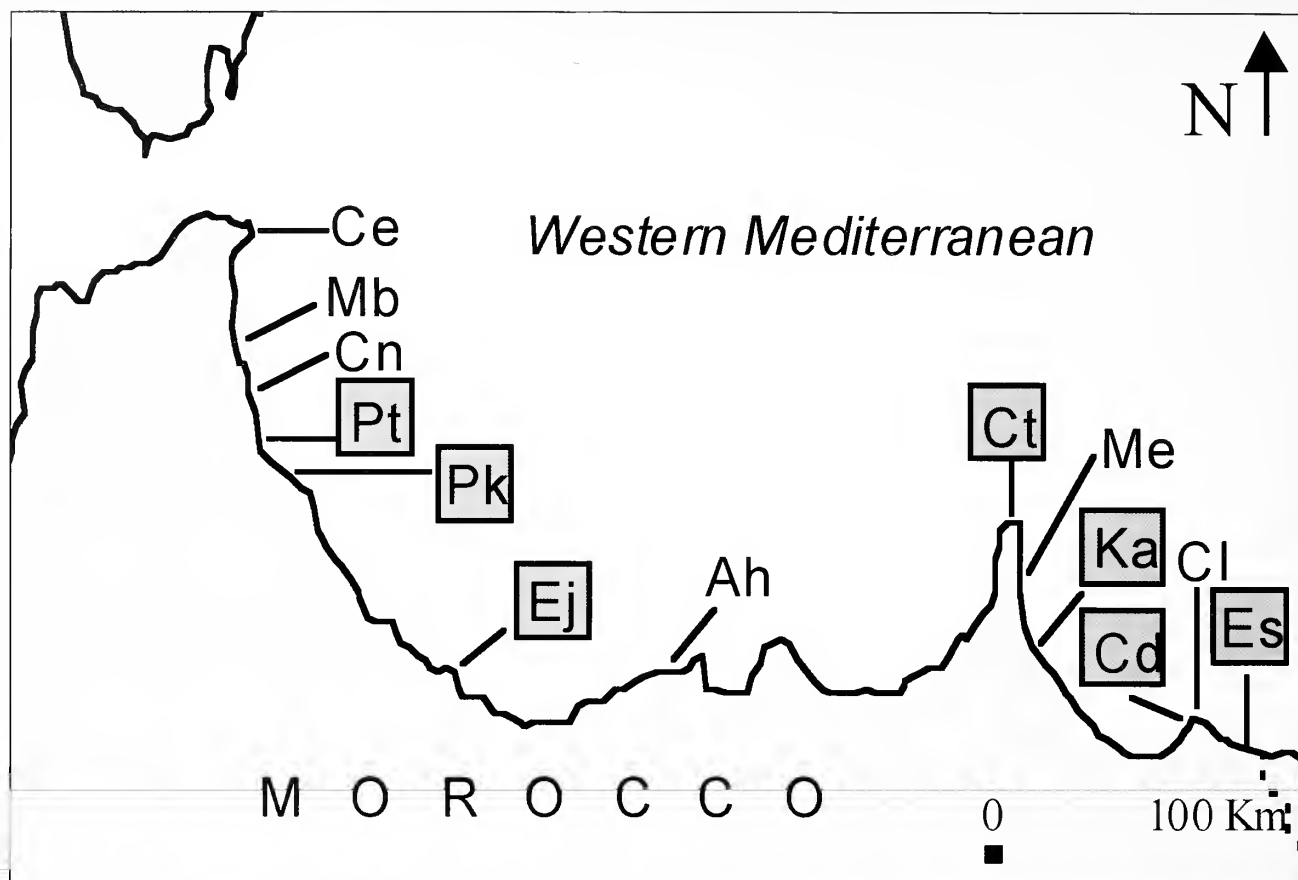 N
Ce
Western Mediterranean
Mb
Cn
Pt
Ct
Me
Pk
Ka
Cl
Ej
Ah
Cd
Es
M O R O C C O
0 100 Km